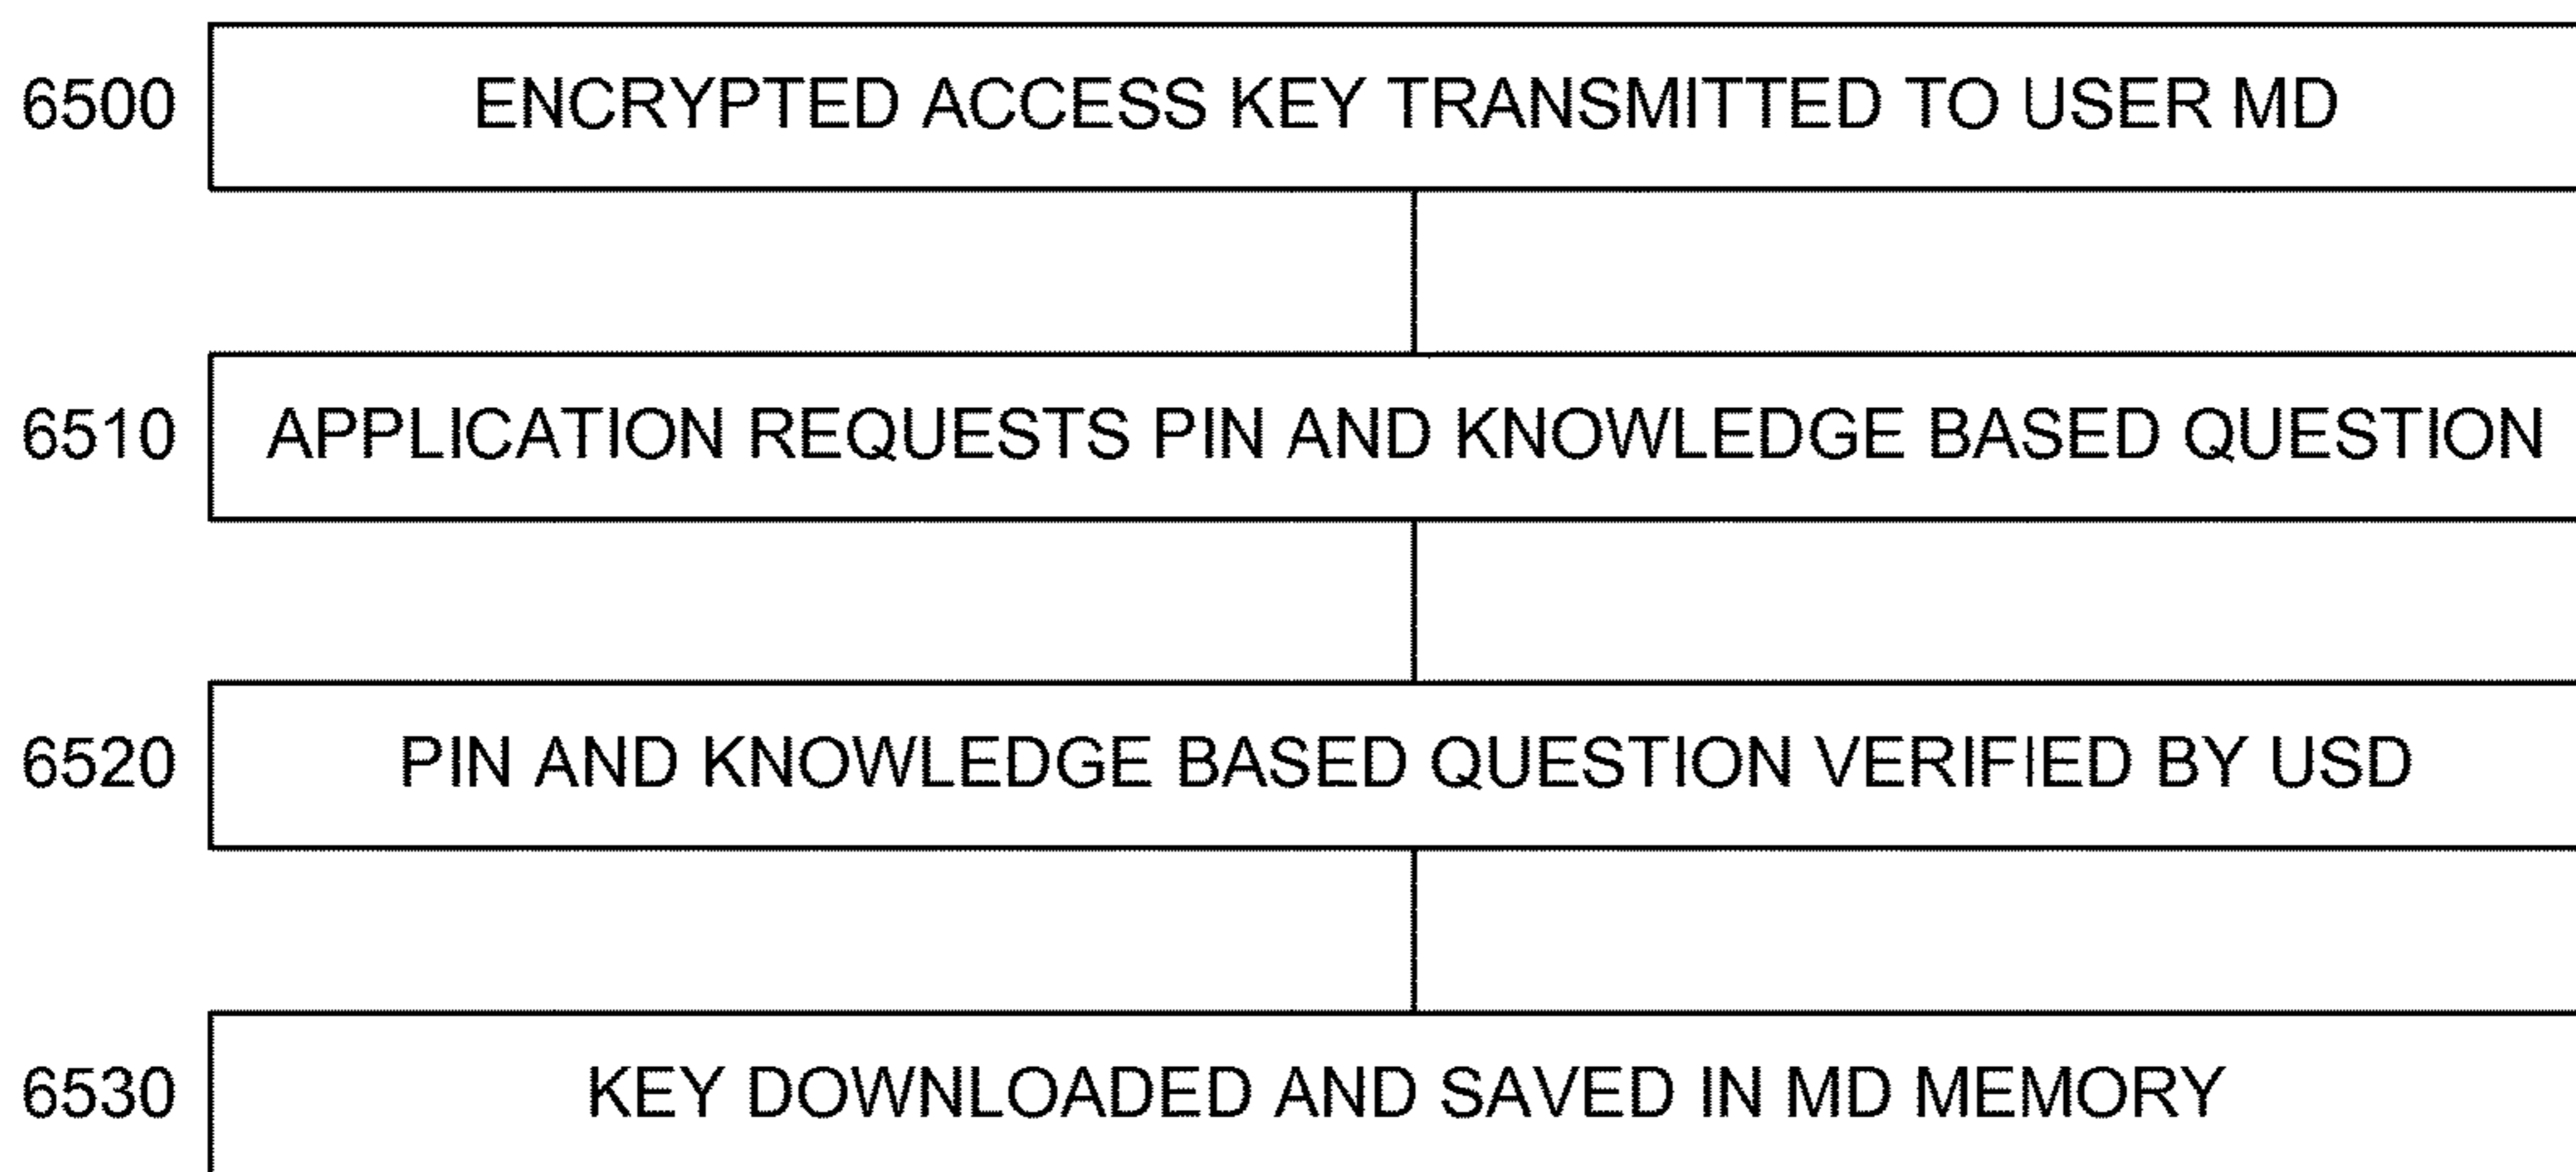 6500 ENCRYPTED ACCESS KEY TRANSMITTED TO USER MD
6510 APPLICATION REQUESTS PIN AND KNOWLEDGE BASED QUESTION
6520 PIN AND KNOWLEDGE BASED QUESTION VERIFIED BY USD
6530 KEY DOWNLOADED AND SAVED IN MD MEMORY